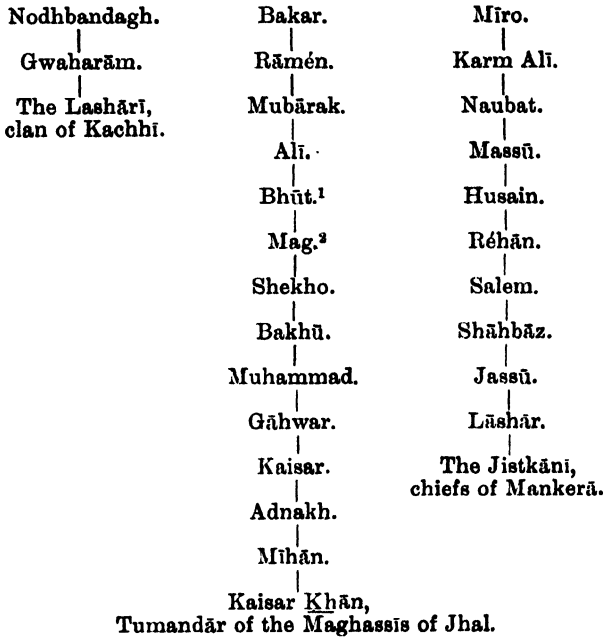 Nodhbandagh.
Gwaharām.
The Lashārī,
clan of Kachhī.
Bakar.
Rāmén.
Mubārak.
Alī.
Bhūt.¹
Mag.²
Shekho.
Bakhū.
Muhammad.
Gāhwar.
Kaisar.
Adnakh.
Mīhān.
Kaisar Khān,
Tumandār of the Maghassīs of Jhal.
Mīro.
Karm Alī.
Naubat.
Massū.
Husain.
Réhān.
Salem.
Shāhbāz.
Jassū.
Lāshār.
The Jistkānī,
chiefs of Mankerā.